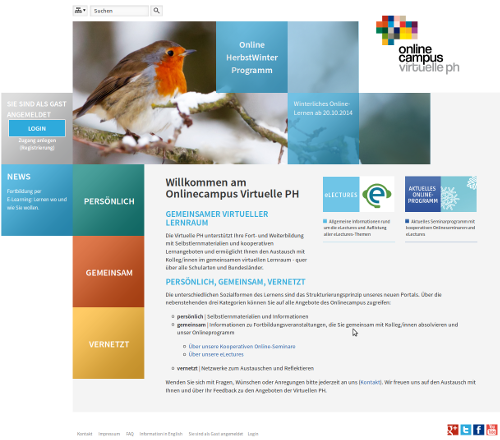 Suchen
Online
HerbstWinter
Programm
online
campus
virtuelle ph
SIE SIND ALS GAST
ANGEMELDET
LOGIN
Zugang anlegen
(Registrierung)
Winterliches Online-
Lernen ab 20.10.2014
NEWS
Fortbildung per
E-Learning: Lernen wo und
wie Sie wollen.
PERSÖNLICH
GEMEINSAM
VERNETZT
Willkommen am
Onlinecampus Virtuelle PH
GEMEINSAMER VIRTUELLER
LERNRAUM
Die Virtuelle PH unterstützt Ihre Fort- und Weiterbildung
mit Selbstlernmaterialien und kooperativen
Lernangeboten und ermöglicht Ihnen den Austausch mit
Kolleg/innen im gemeinsamen virtuellen Lernraum - quer
über alle Schularten und Bundesländer.
eLECTURES
Allgemeine Informationen rund
um die eLectures und Auflistung
aller eLectures-Themen
AKTUELLES
ONLINE-
PROGRAMM
Aktuelles Seminarprogramm mit
kooperativen Onlineseminaren und
eLectures
PERSÖNLICH, GEMEINSAM, VERNETZT
Die unterschiedlichen Sozialformen des Lernens sind das Strukturierungsprinzip unseres neuen Portals. Über die
nebenstehenden drei Kategorien können Sie auf alle Angebote des Onlinecampus zugreifen:
persönlich | Selbstlernmaterialien und Informationen
gemeinsam | Informationen zu Fortbildungsveranstaltungen, die Sie gemeinsam mit Kolleg/innen absolvieren und
unser Onlineprogramm
Über unsere Kooperativen Online-Seminare
Über unsere eLectures
vernetzt | Netzwerke zum Austauschen und Reflektieren
Wenden Sie sich mit Fragen, Wünschen oder Anregungen bitte jederzeit an uns (Kontakt). Wir freuen uns auf den Austausch mit
Ihnen und über Ihr Feedback zu den Angeboten der Virtuellen PH.
Kontakt Impressum FAQ Information in English Sie sind als Gast angemeldet Login